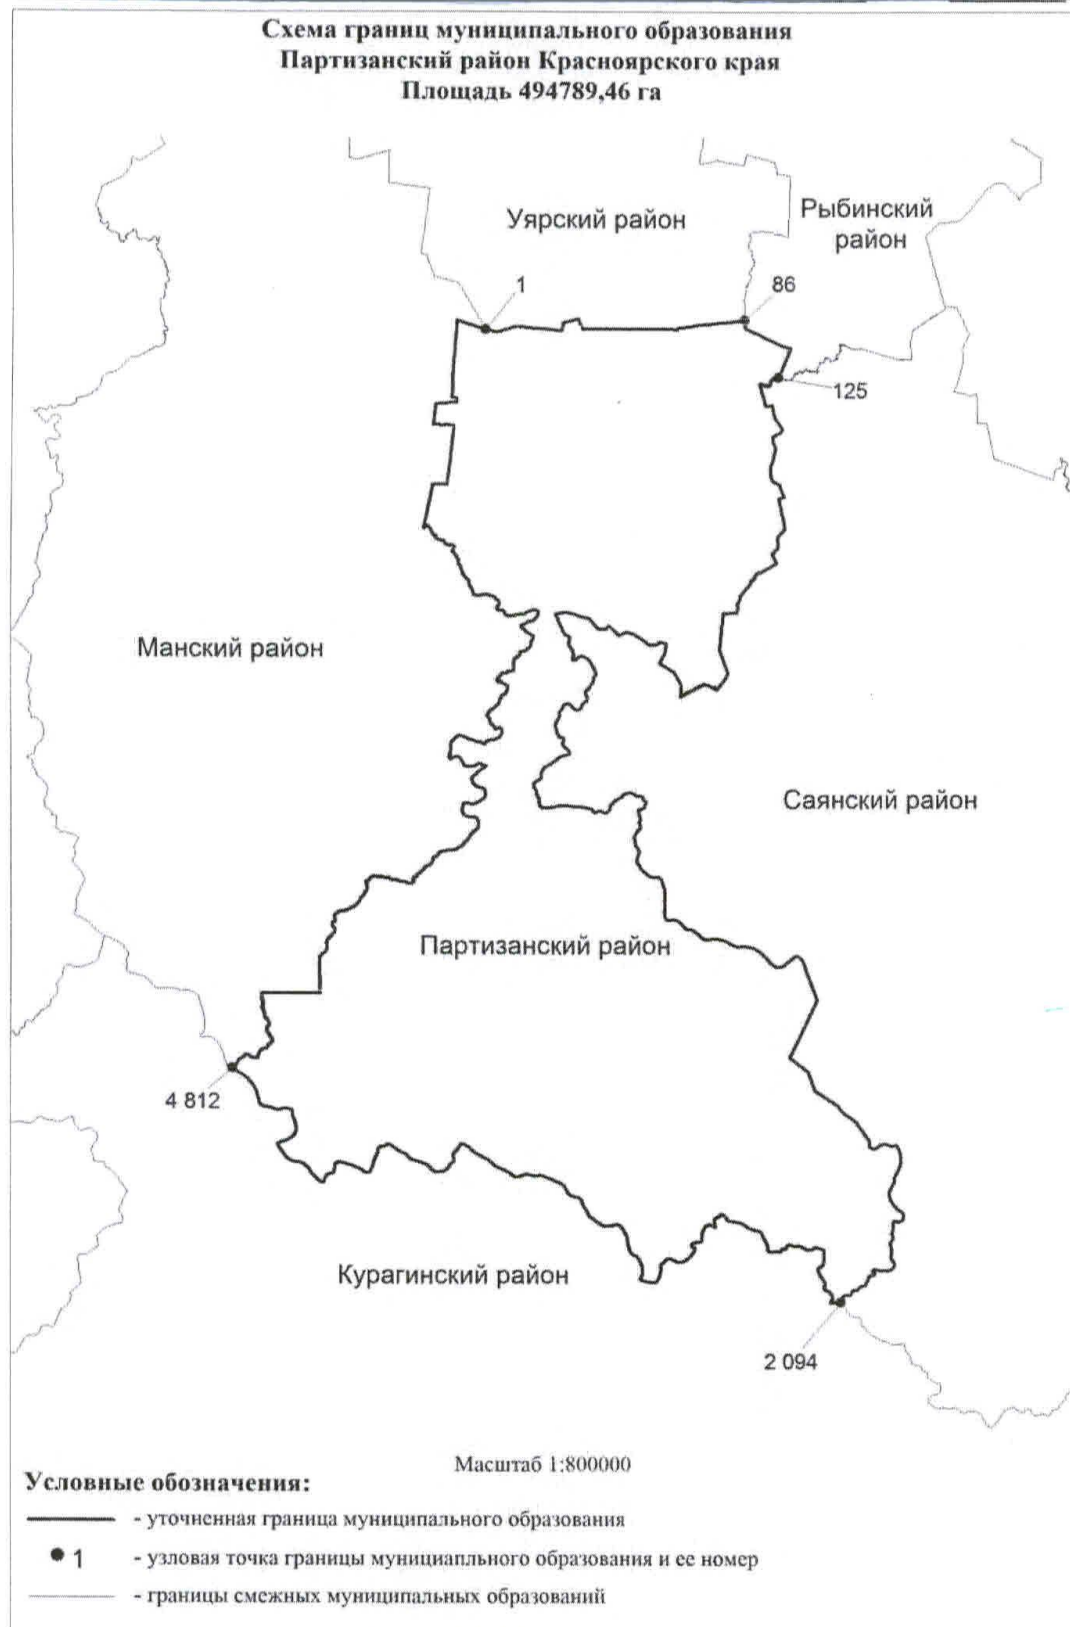 Схема границ муниципального образования
Партизанский район Красноярского края
Площадь 494789,46 га
Уярский район
Рыбинский
район
1
86
125
Манский район
Саянский район
Партизанский район
4 812
Курагинский район
2 094
Масштаб 1:800000
Условные обозначения:
- уточненная граница муниципального образования
1 - узловая точка границы мунициапльного образования и ее номер
- границы смежных муниципальных образований